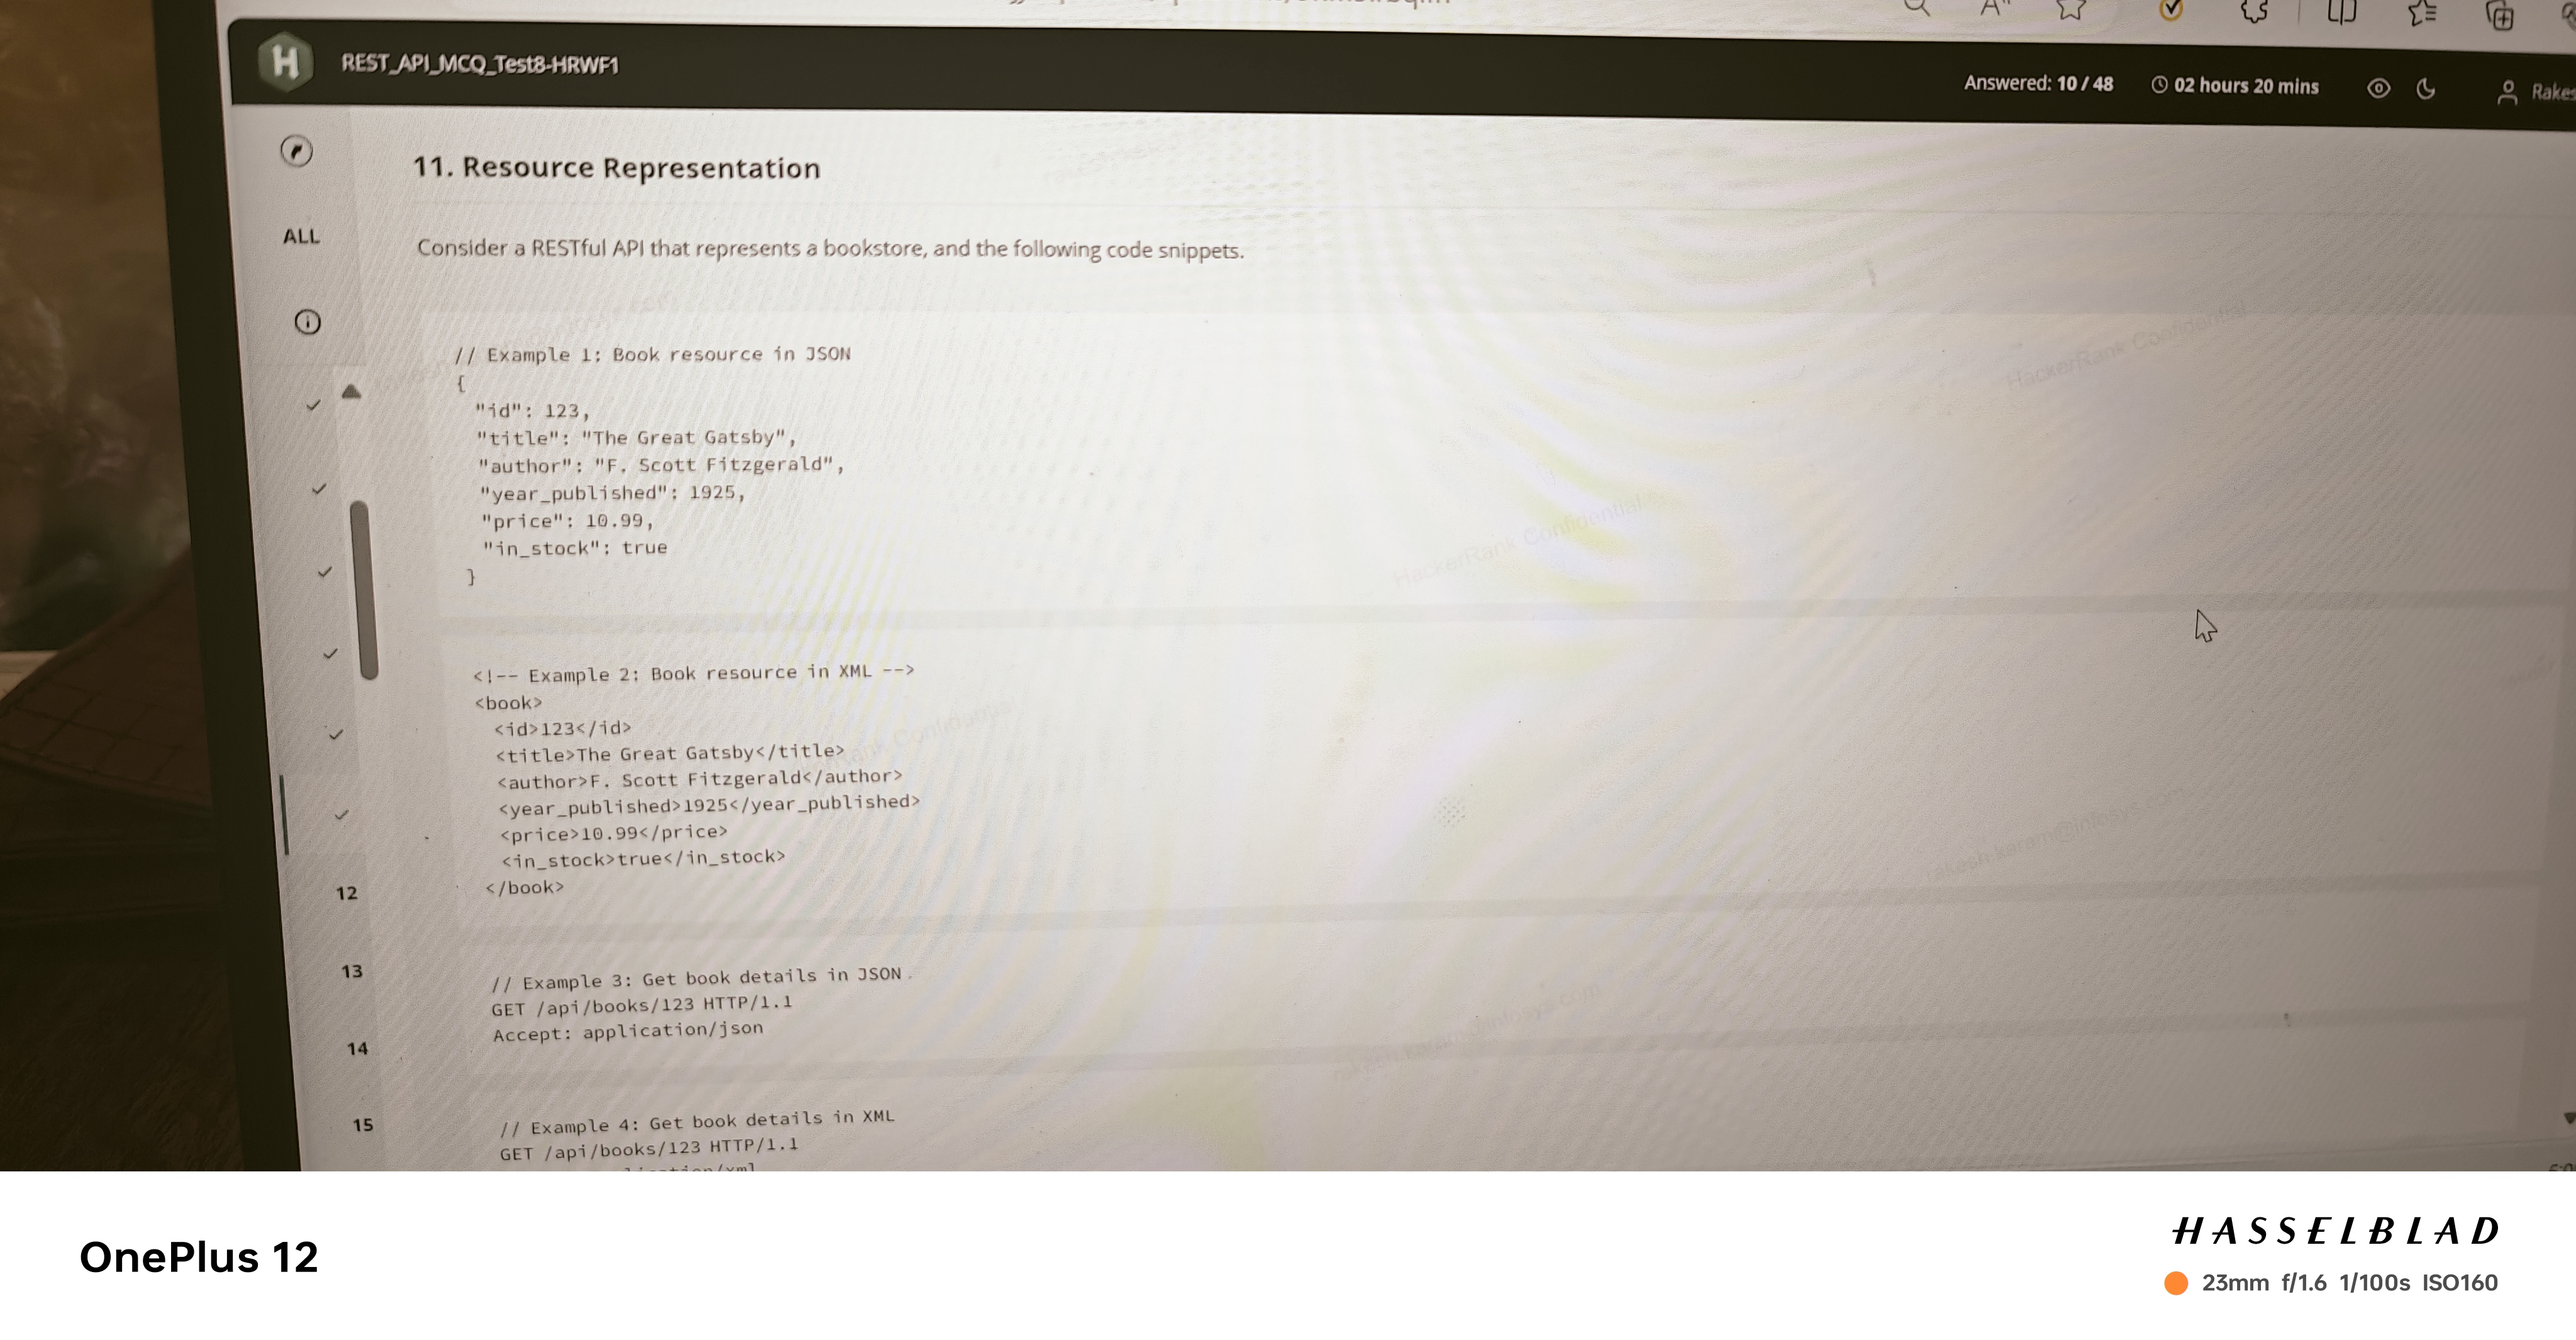 REST_API_MCQ_Test8-HRWF1
Answered: 10 / 48
02 hours 20 mins
ALL
11. Resource Representation
Consider a RESTful API that represents a bookstore, and the following code snippets.
// Example 1: Book resource in JSON
{
"id": 123,
"title": "The Great Gatsby",
"author": "F. Scott Fitzgerald",
"year_published": 1925,
"price": 10.99,
"in_stock": true
}
<!-- Example 2: Book resource in XML -->
<book>
<id>123</id>
<title>The Great Gatsby</title>
<author>F. Scott Fitzgerald</author>
<year_published>1925</year_published>
<price>10.99</price>
<in_stock>true</in_stock>
</book>
// Example 3: Get book details in JSON
GET /api/books/123 HTTP/1.1
Accept: application/json
// Example 4: Get book details in XML
GET /api/books/123 HTTP/1.1
12
13
14
15
HackerRank Confidential
HackerRank Confidential
OnePlus 12
HASSELBLAD
23mm f/1.6 1/100s ISO160